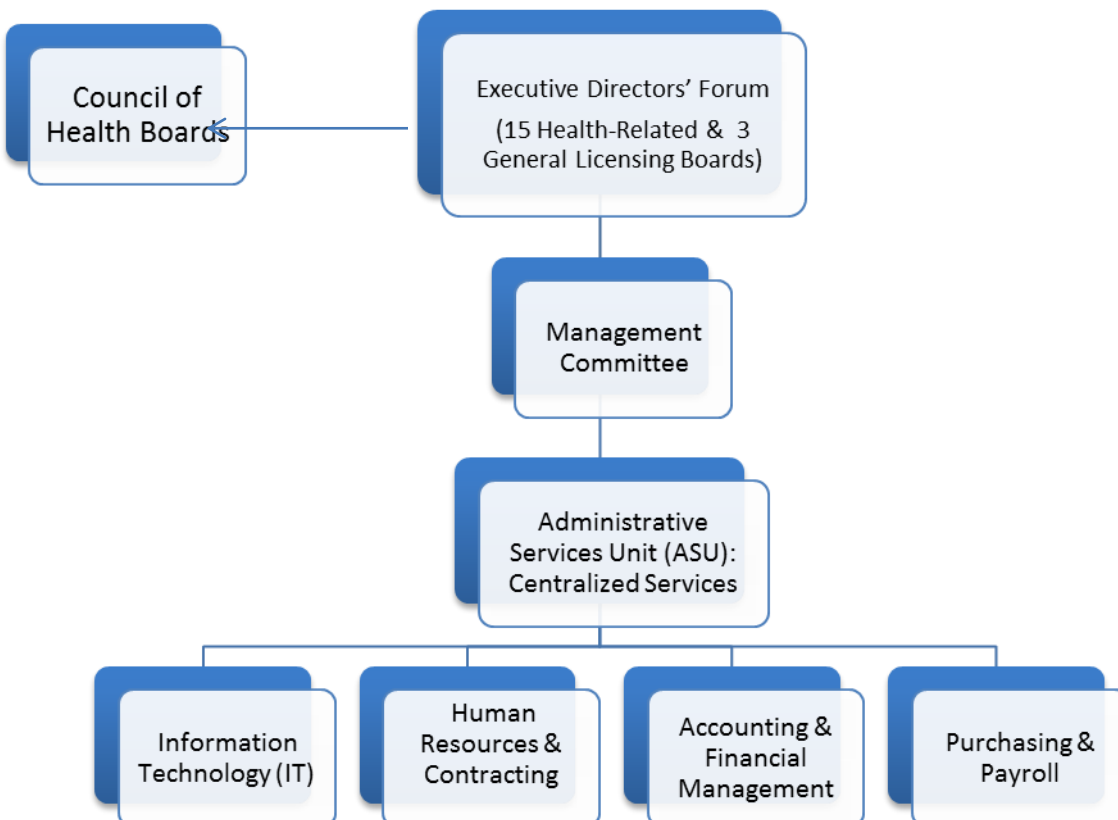 Council of
Health Boards
Executive Directors’ Forum
(15 Health-Related & 3
General Licensing Boards)
Management
Committee
Administrative
Services Unit (ASU):
Centralized Services
Information
Technology (IT)
Human
Resources &
Contracting
Accounting &
Financial
Management
Purchasing &
Payroll